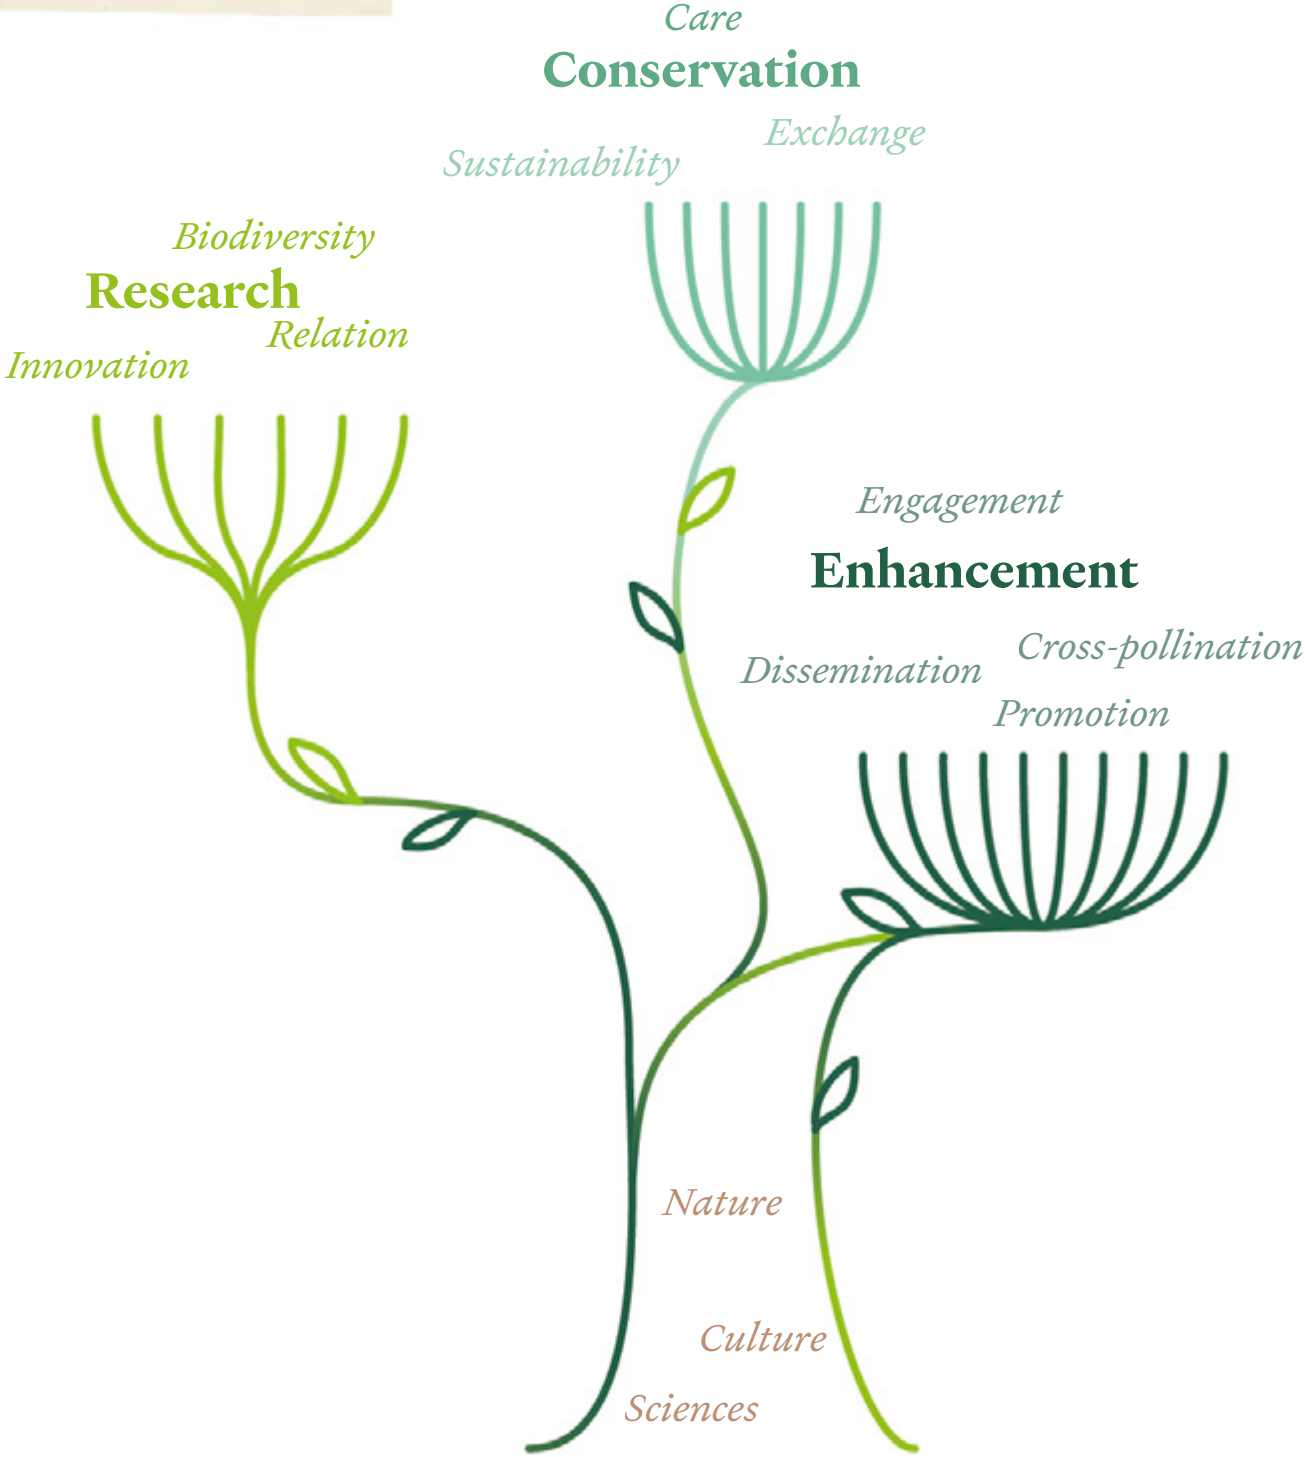 Care
Conservation
Exchange
Sustainability
Biodiversity
Research
Relation
Innovation
Engagement
Enhancement
Cross-pollination
Dissemination
Promotion
Nature
Culture
Sciences